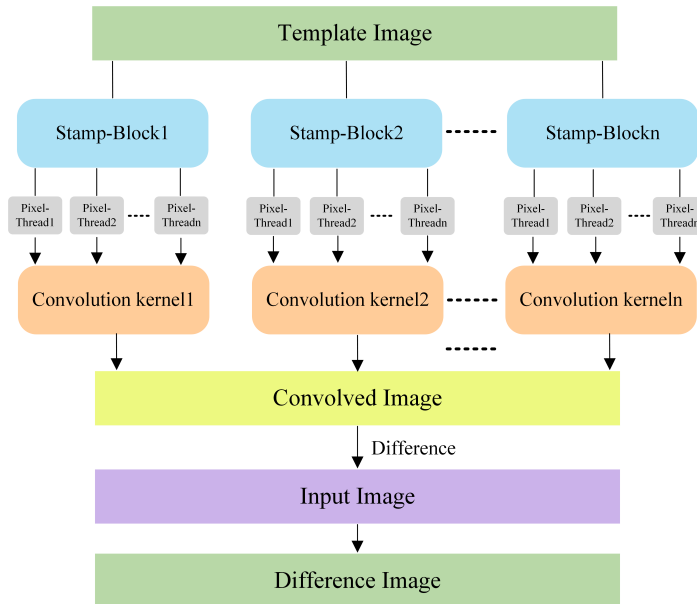 Template Image
Stamp-Block1
Stamp-Block2
Stamp-Blockn
Pixel-
Thread1
Pixel-
Thread2
Pixel-
Threadn
Pixel-
Thread1
Pixel-
Thread2
Pixel-
Threadn
Pixel-
Thread1
Pixel-
Thread2
Pixel-
Threadn
Convolution kernel1
Convolution kernel2
Convolution kerneln
Convolved Image
Difference
Input Image
Difference Image